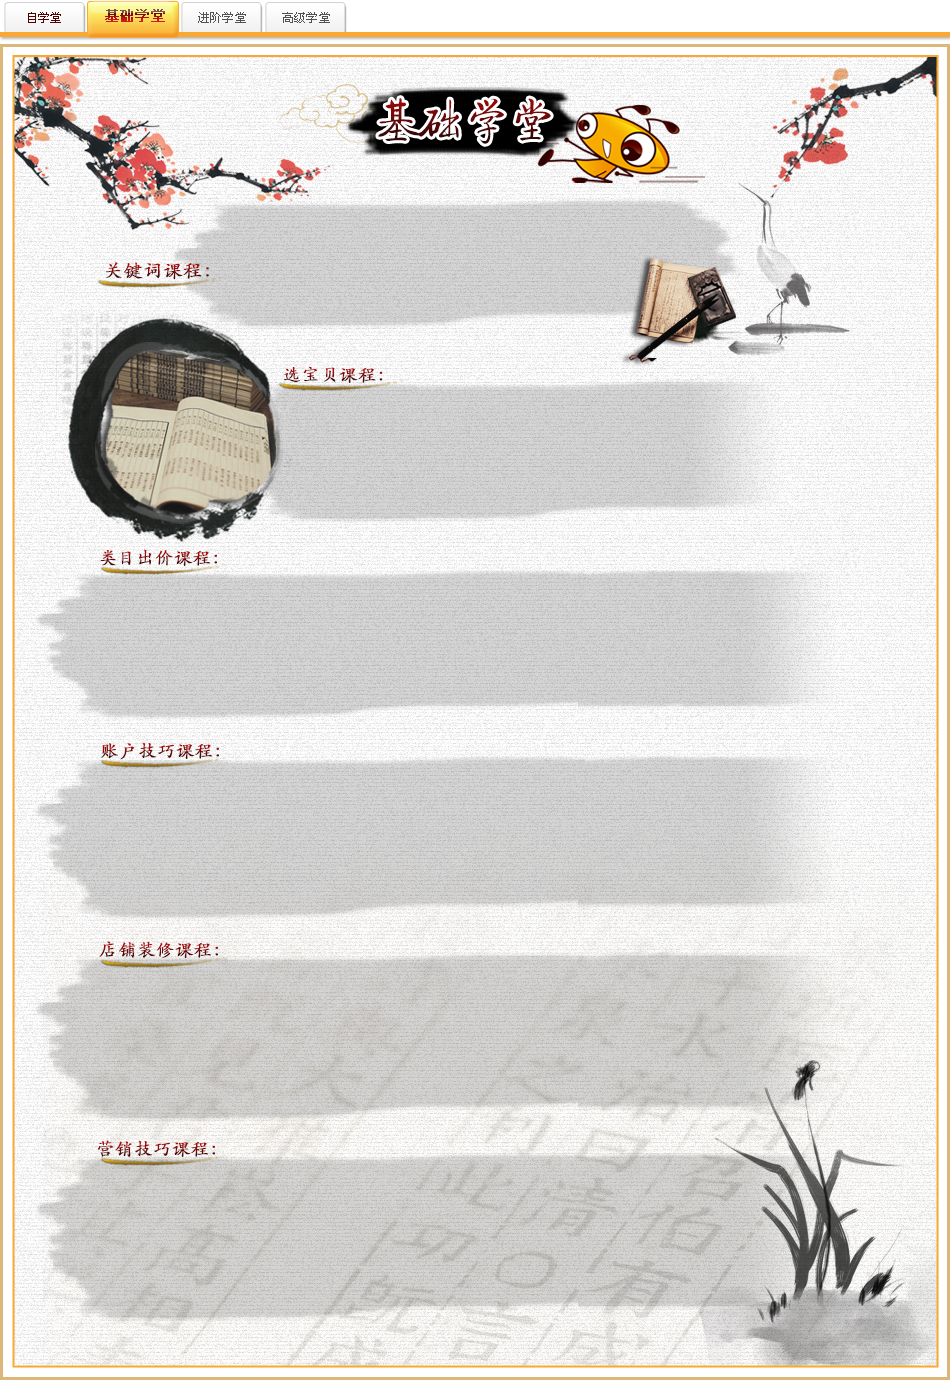 自学堂 基础学堂 进阶学堂 高级学堂
基础学堂
关键词课程:
选宝贝课程:
类目出价课程:
账户技巧课程:
店铺装修课程:
营销技巧课程: